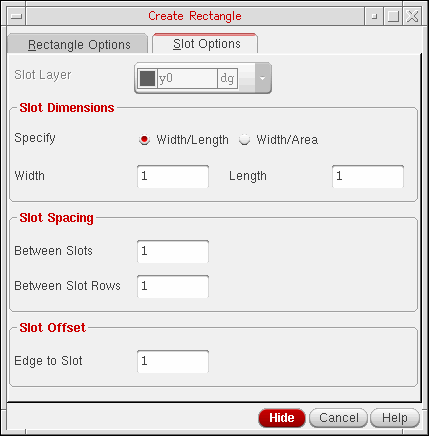 Create Rectangle
Rectangle Options Slot Options
Slot Layer y0 dg
Slot Dimensions
Specify Width/Length Width/Area
Width 1 Length 1
Slot Spacing
Between Slots 1
Between Slot Rows 1
Slot Offset
Edge to Slot 1
Hide Cancel Help